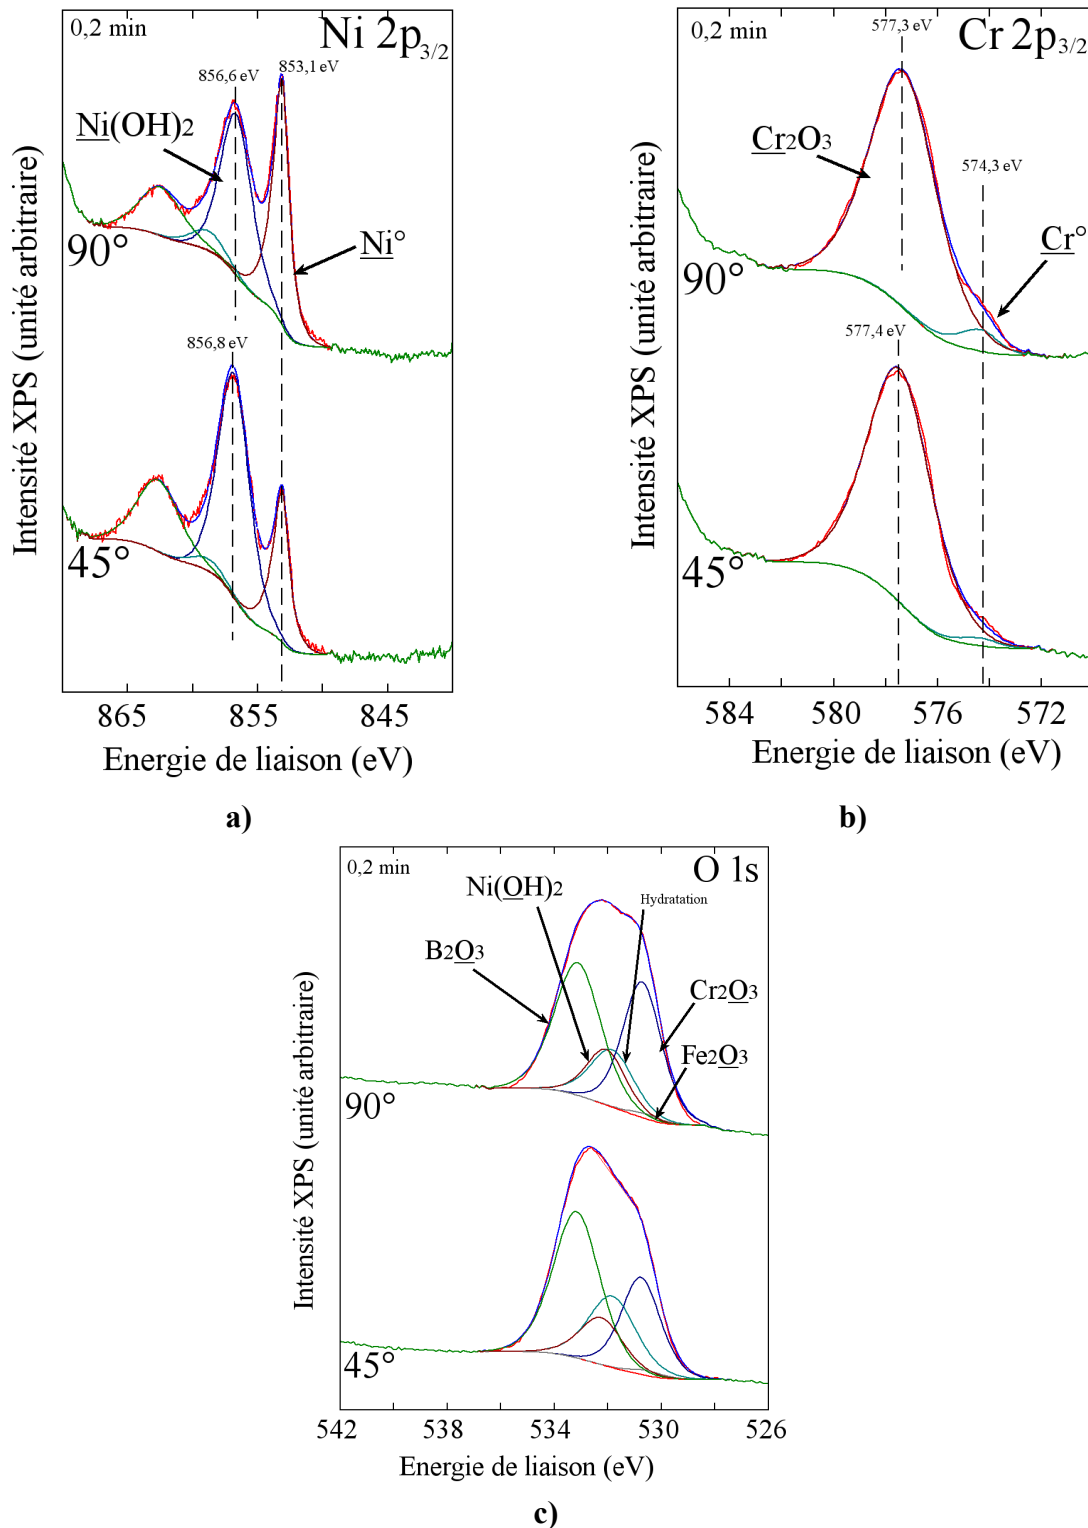 0,2 min
Ni 2p3/2
856,6 eV
853,1 eV
Ni(OH)2
Ni°
90°
856,8 eV
45°
Intensité XPS (unité arbitraire)
865 855 845
Energie de liaison (eV)
a)
0,2 min
577,3 eV
Cr 2p3/2
Cr2O3
574,3 eV
Cr°
90°
577,4 eV
45°
Intensité XPS (unité arbitraire)
584 580 576 572
Energie de liaison (eV)
b)
0,2 min
O 1s
Ni(OH)2
Hydratation
B2O3
Cr2O3
Fe2O3
90°
45°
Intensité XPS (unité arbitraire)
542 538 534 530 526
Energie de liaison (eV)
c)